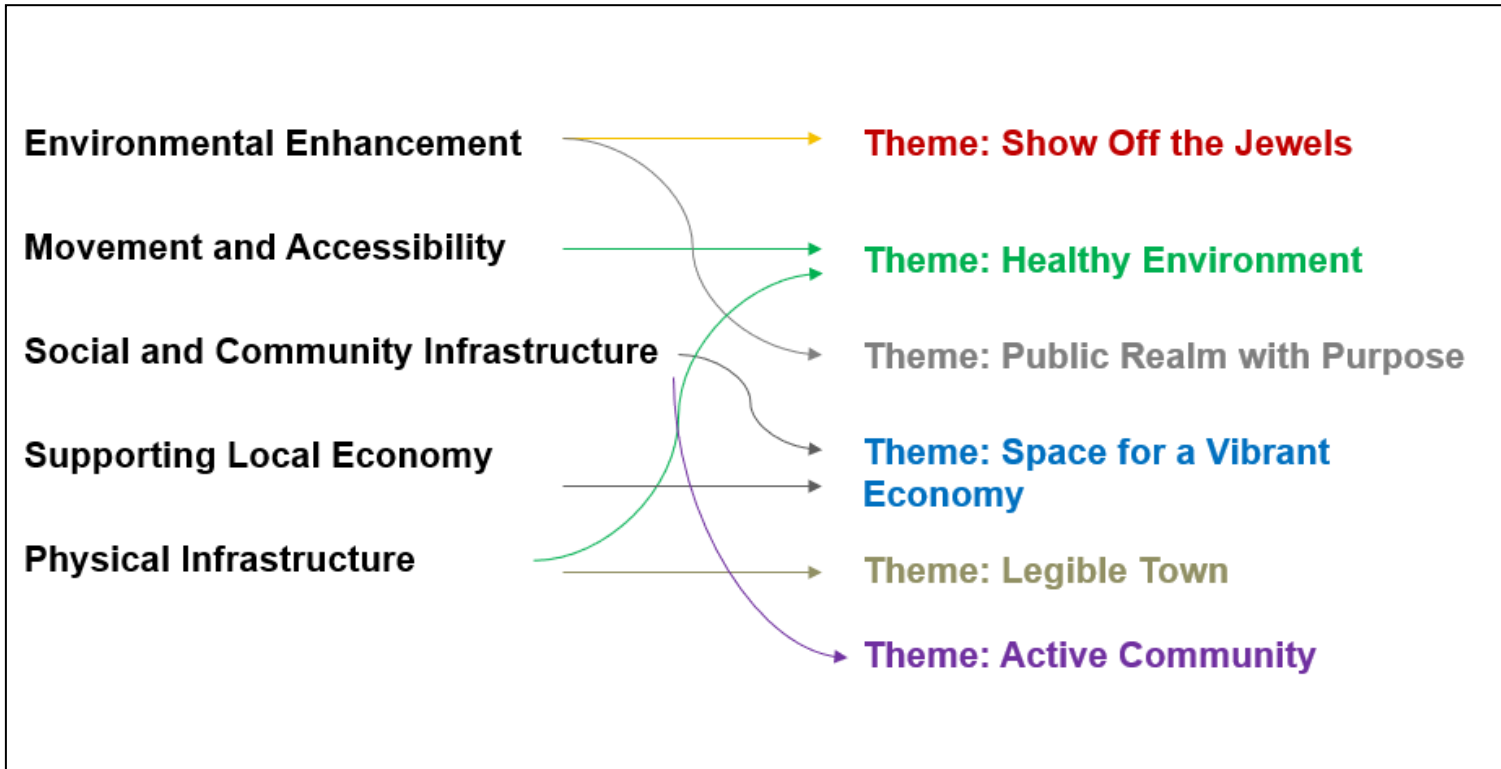 Environmental Enhancement
Theme: Show Off the Jewels
Movement and Accessibility
Theme: Healthy Environment
Social and Community Infrastructure
Theme: Public Realm with Purpose
Supporting Local Economy
Theme: Space for a Vibrant
Economy
Physical Infrastructure
Theme: Legible Town
Theme: Active Community